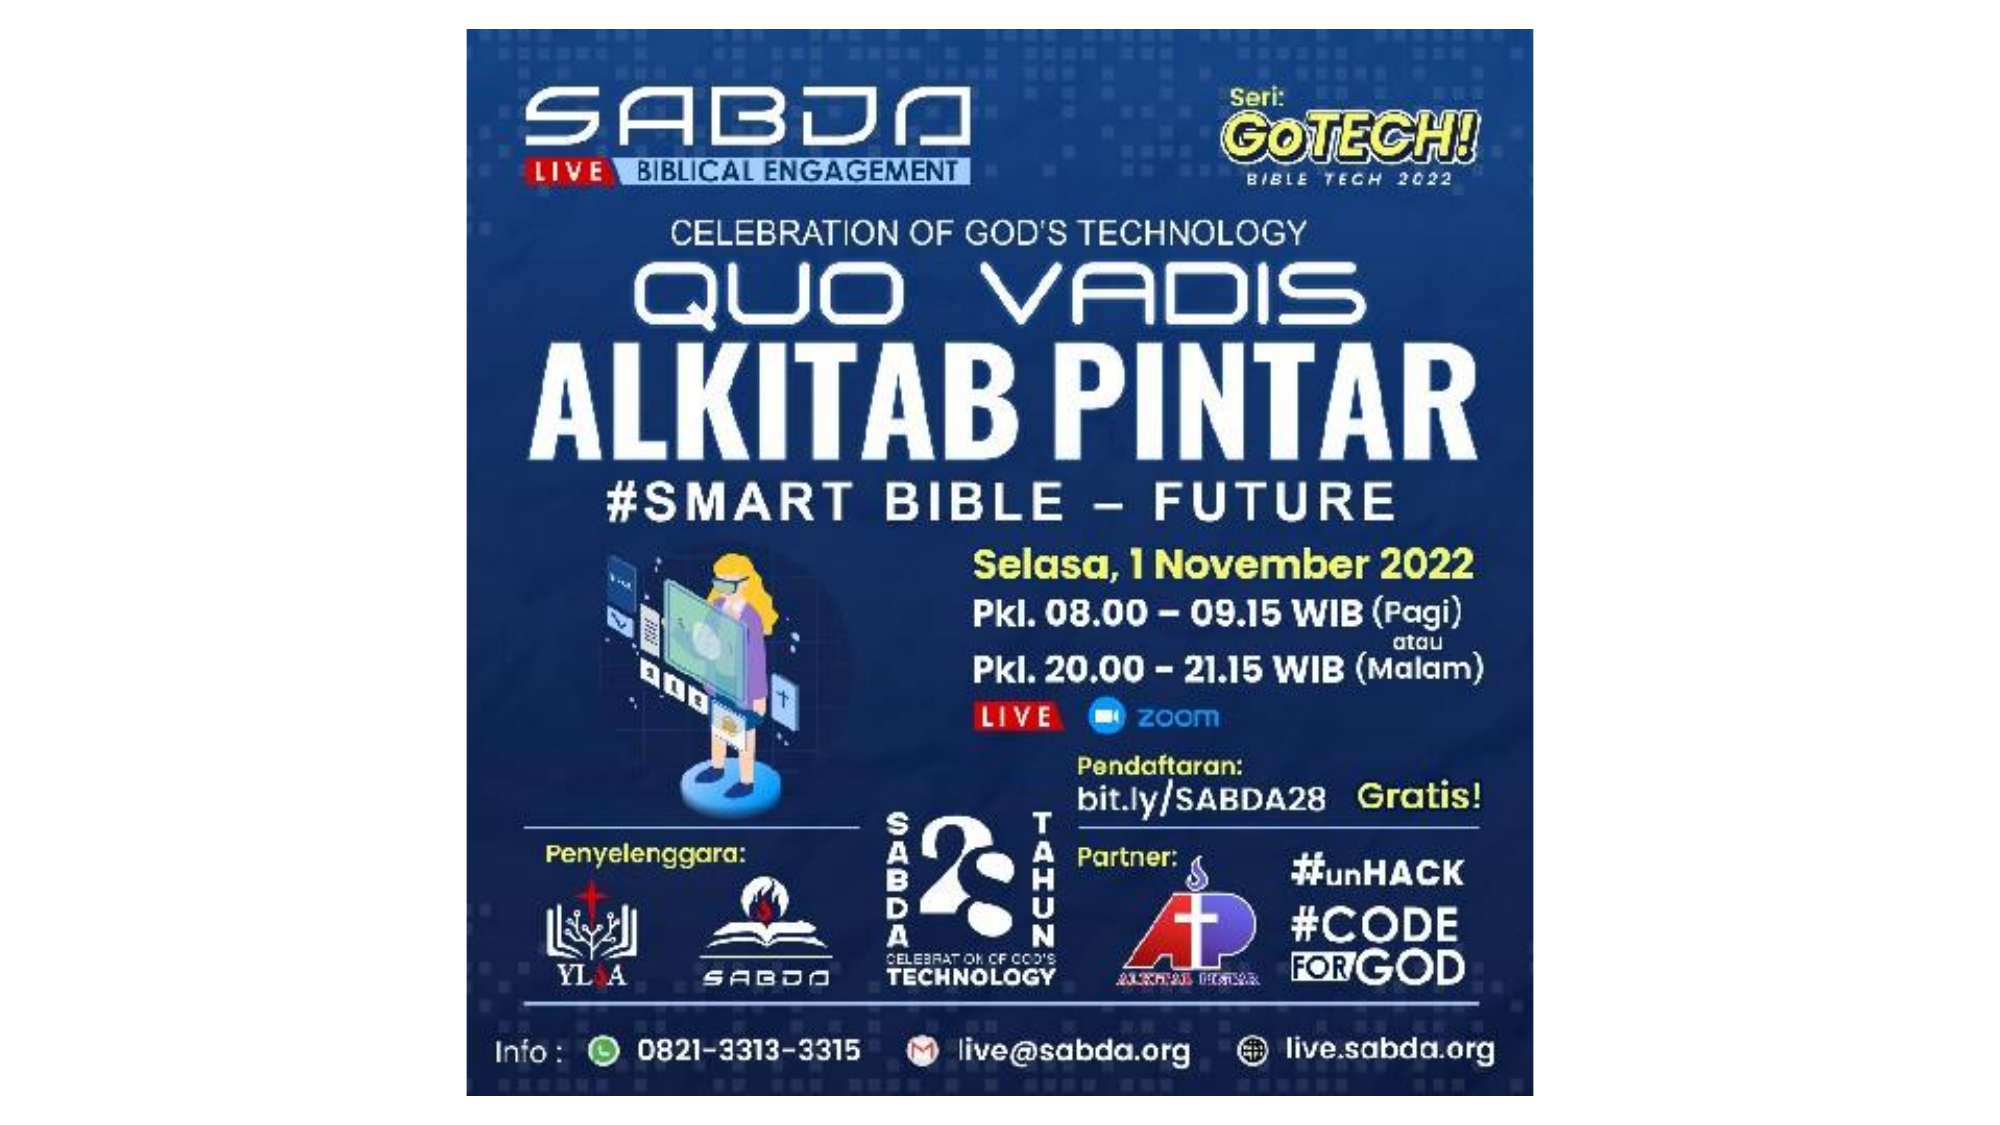 SABDA
LIVE BIBLICAL ENGAGEMENT
Seri:
GoTECH!
BIBLE TECH 2022
CELEBRATION OF GOD'S TECHNOLOGY
QUO VADIS
ALKITAB PINTAR
#SMART BIBLE – FUTURE
Selasa, 1 November 2022
Pkl. 08.00 – 09.15 WIB (Pagi)
atau
Pkl. 20.00 – 21.15 WIB (Malam)
LIVE zoom
Pendaftaran:
bit.ly/SABDA28 Gratis!
Penyelenggara:
YLSA
SABDA
SABDA 28 TAHUN
CELEBRATION OF GOD'S
TECHNOLOGY
Partner:
AP
ALKITAB PINTAR
#unHACK
#CODE
FOR GOD
Info : 0821-3313-3315 live@sabda.org live.sabda.org